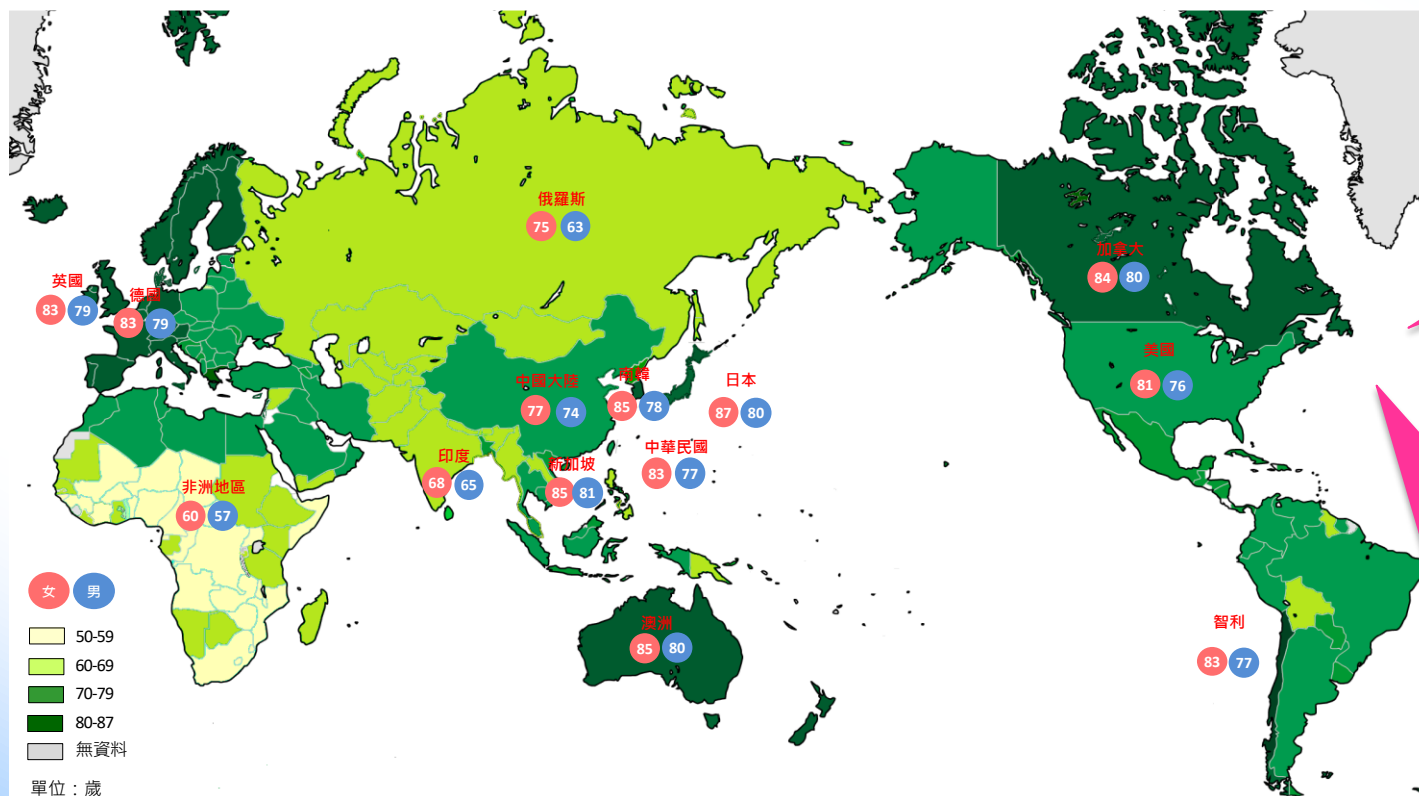 俄羅斯
75 63
加拿大
84 80
英國
83 79
德國
83 79
美國
81 76
中國大陸
77 74
南韓
85 78
日本
87 80
印度
68 65
新加坡
85 81
中華民國
83 77
非洲地區
60 57
澳洲
85 80
智利
83 77
女 男
50-59
60-69
70-79
80-87
無資料
單位：歲